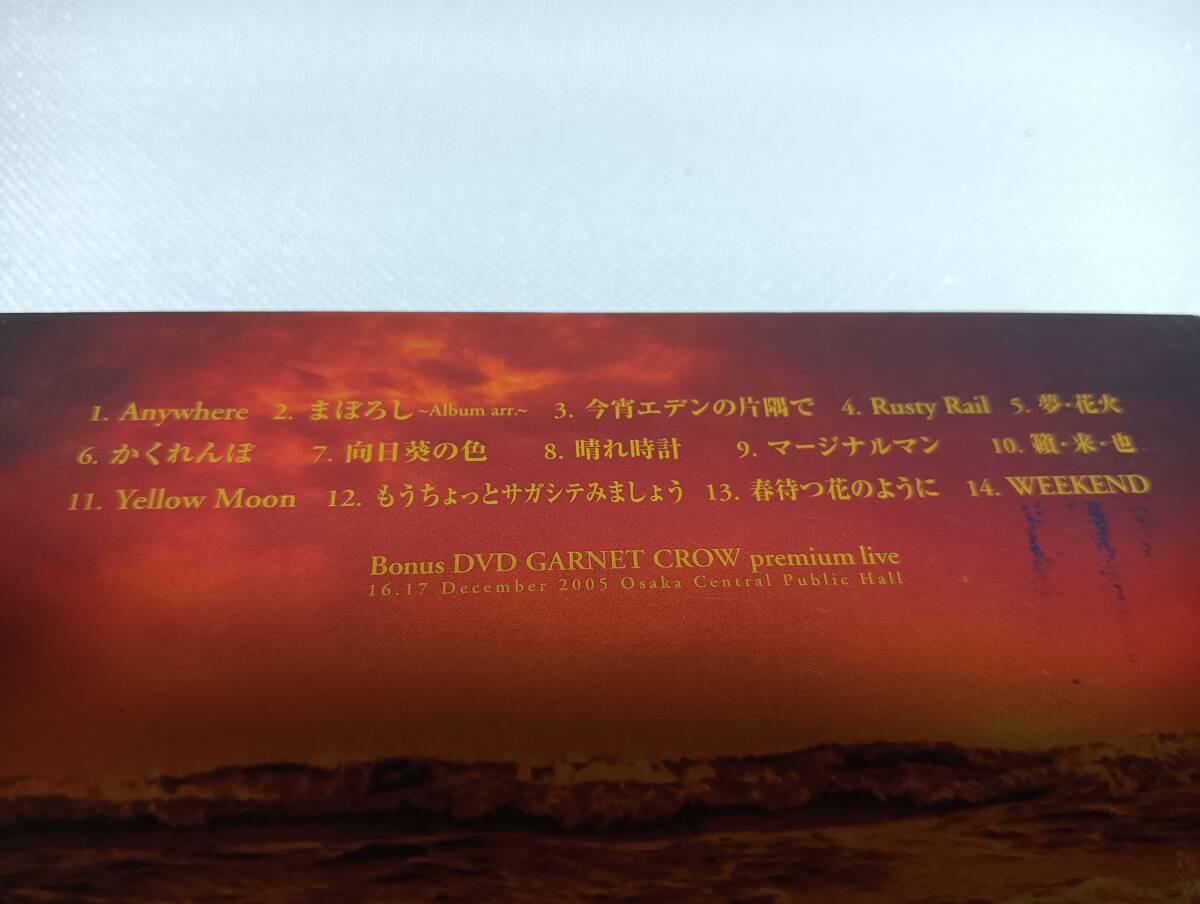 1. Anywhere 2. まぼろし ~Album arr.~ 3. 今宵エデンの片隅で 4. Rusty Rail 5. 夢・花火
6. かくれんぼ 7. 向日葵の色 8. 晴れ時計 9. マージナルマン 10. 籟・来・也
11. Yellow Moon 12. もうちょっとサガシテみましょう 13. 春待つ花のように 14. WEEKEND
Bonus DVD GARNET CROW premium live
16.17 December 2005 Osaka Central Public Hall